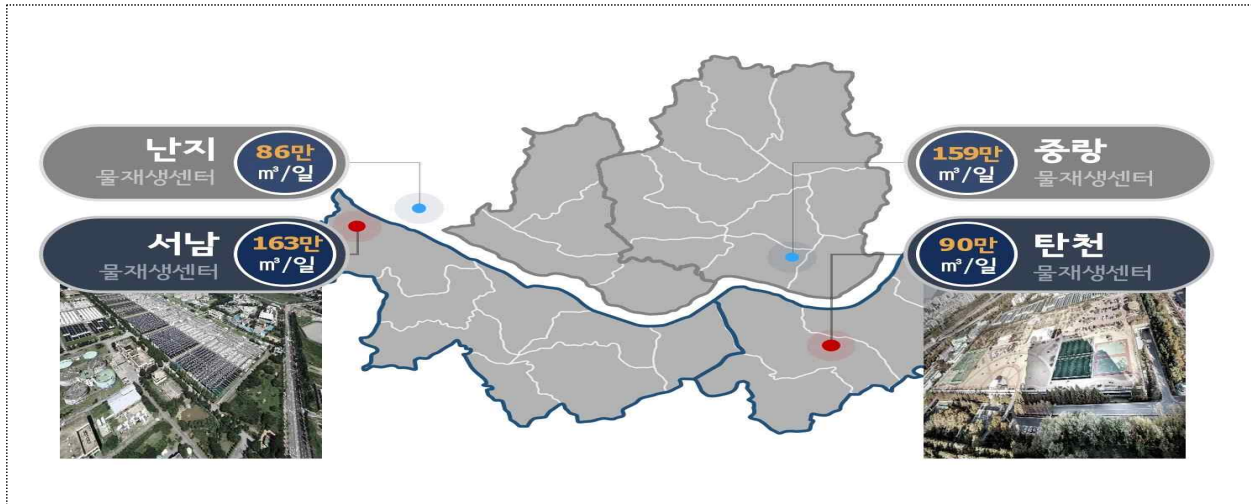 난지
물재생센터
86만
m³/일
서남
물재생센터
163만
m³/일
159만
m³/일
중랑
물재생센터
90만
m³/일
탄천
물재생센터